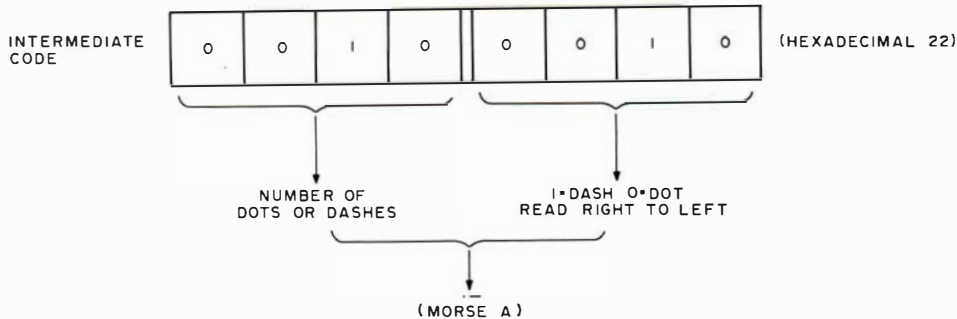 INTERMEDIATE
CODE
0 0 1 0 0 0 1 0
(HEXADECIMAL 22)
NUMBER OF
DOTS OR DASHES
1=DASH 0=DOT
READ RIGHT TO LEFT
.—
(MORSE A)